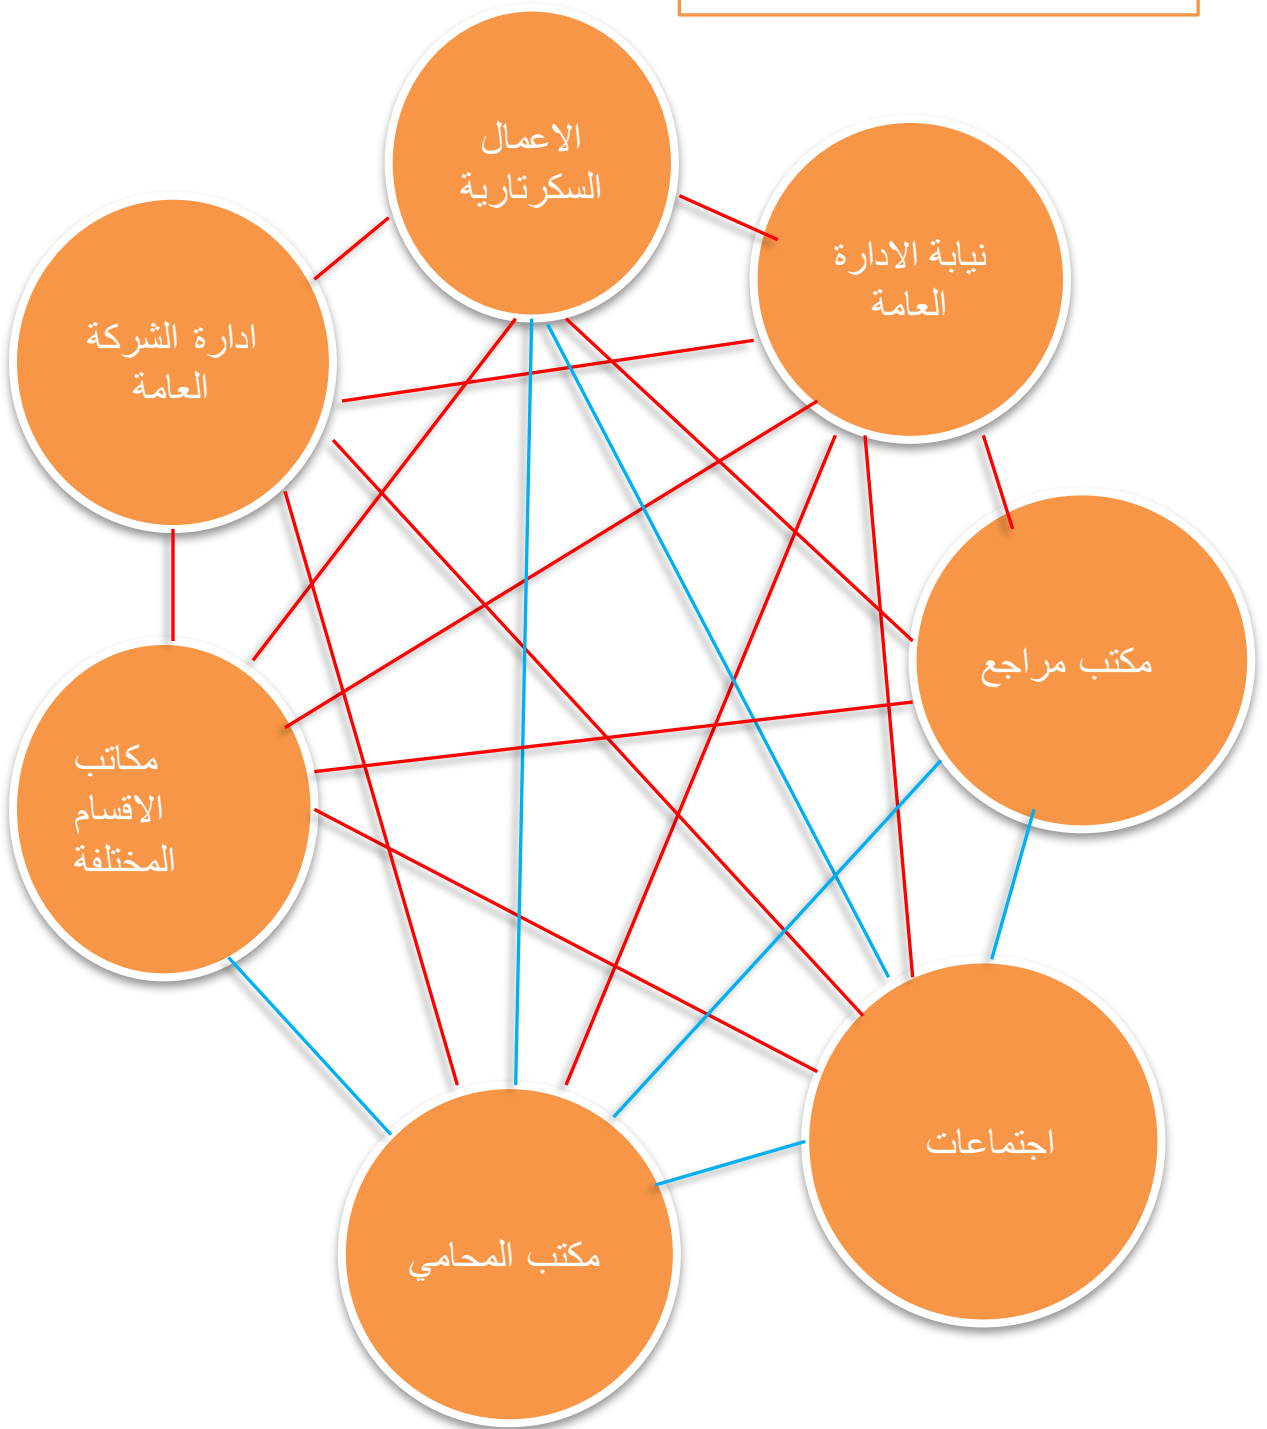 الاعمال
السكرتارية
نيابة الادارة
العامة
ادارة الشركة
العامة
مكتب مراجع
مكاتب
الاقسام
المختلفة
اجتماعات
مكتب المحامي